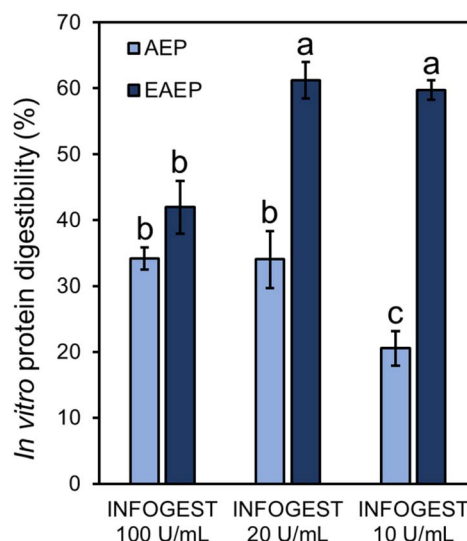 In vitro protein digestibility (%)
70
60
50
40
30
20
10
0
AEP
EAEP
b
b
b
a
c
a
INFOGEST
100 U/mL
INFOGEST
20 U/mL
INFOGEST
10 U/mL